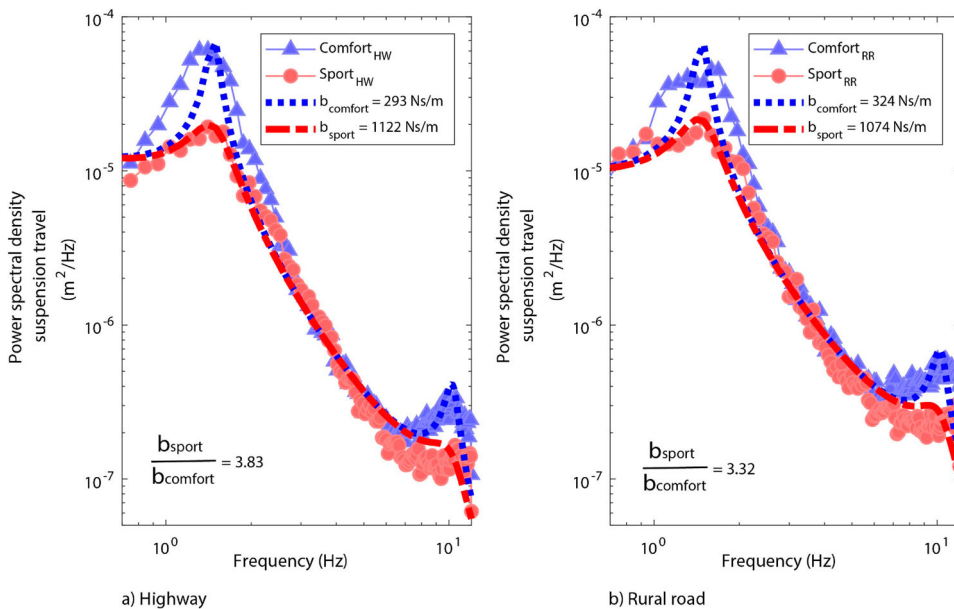 Power spectral density
suspension travel
(m²/Hz)
10⁻⁴
10⁻⁵
10⁻⁶
10⁻⁷
Comfort_HW
Sport_HW
b_comfort = 293 Ns/m
b_sport = 1122 Ns/m
b_sport
b_comfort
= 3.83
10⁰
10¹
Frequency (Hz)
a) Highway
Power spectral density
suspension travel
(m²/Hz)
10⁻⁴
10⁻⁵
10⁻⁶
10⁻⁷
Comfort_RR
Sport_RR
b_comfort = 324 Ns/m
b_sport = 1074 Ns/m
b_sport
b_comfort
= 3.32
10⁰
10¹
Frequency (Hz)
b) Rural road